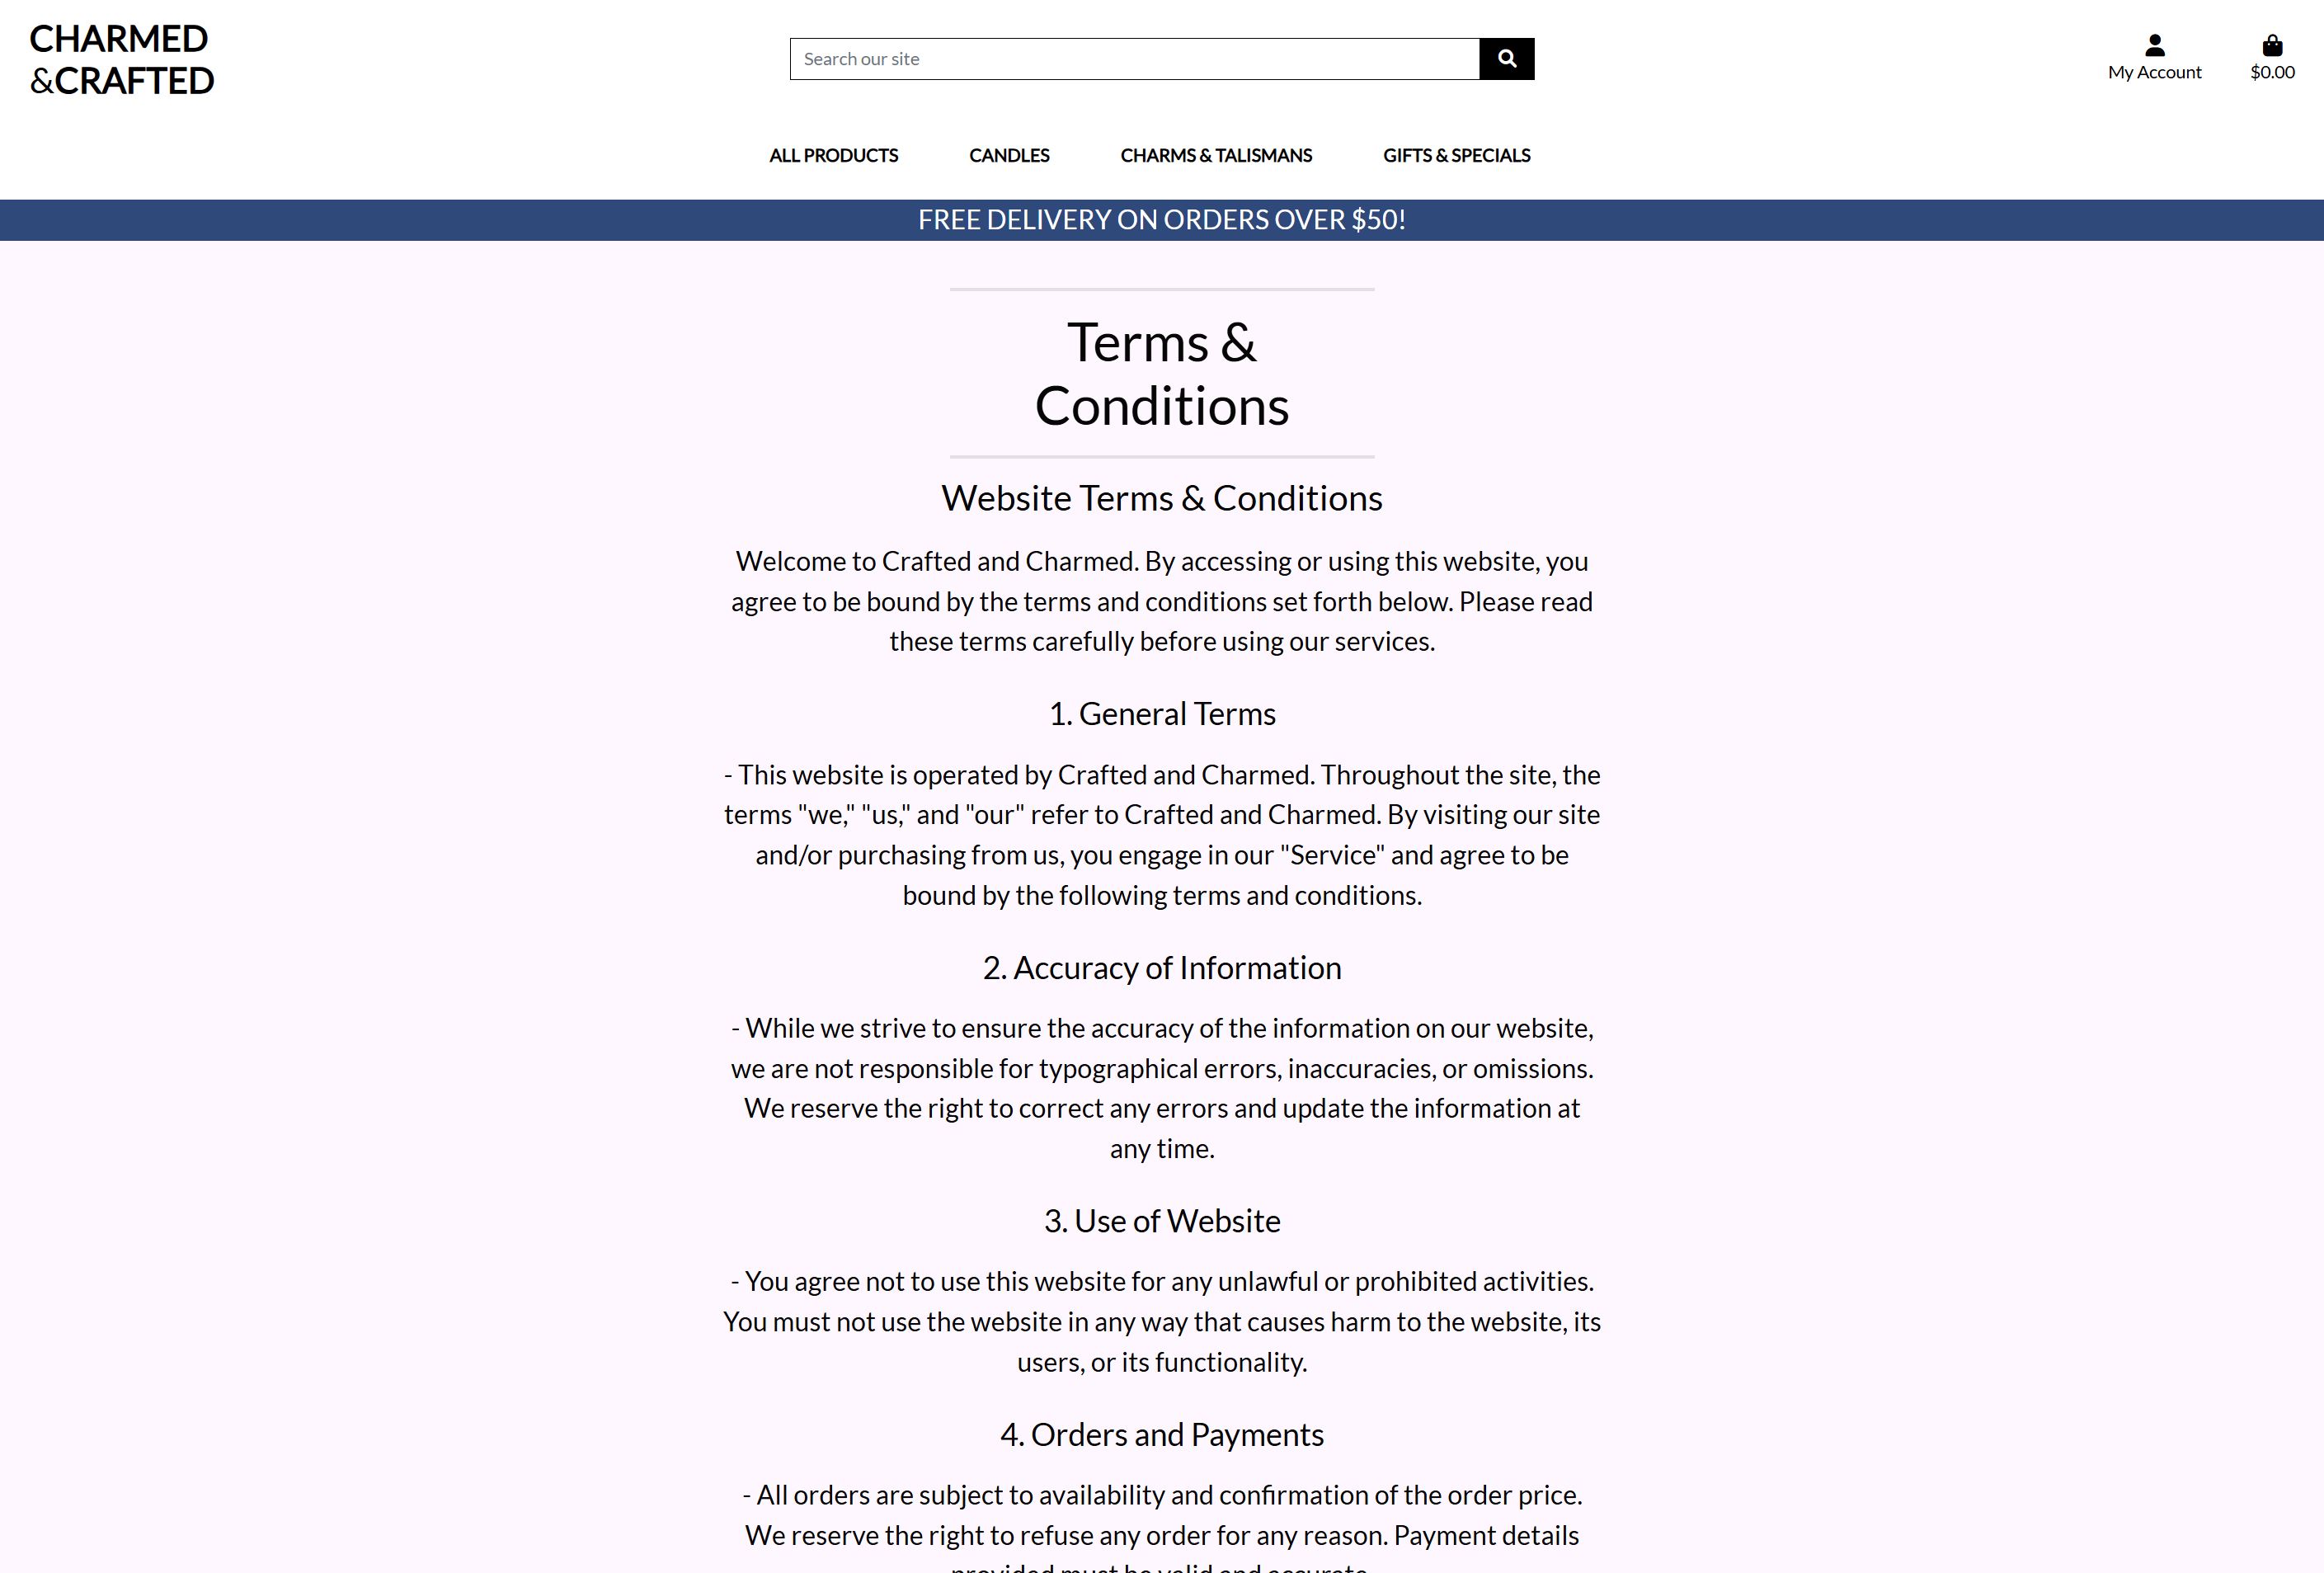 CHARMED
&CRAFTED
Search our site
My Account
$0.00
ALL PRODUCTS
CANDLES
CHARMS & TALISMANS
GIFTS & SPECIALS
FREE DELIVERY ON ORDERS OVER $50!
Terms &
Conditions
Website Terms & Conditions
Welcome to Crafted and Charmed. By accessing or using this website, you
agree to be bound by the terms and conditions set forth below. Please read
these terms carefully before using our services.
1. General Terms
- This website is operated by Crafted and Charmed. Throughout the site, the
terms "we," "us," and "our" refer to Crafted and Charmed. By visiting our site
and/or purchasing from us, you engage in our "Service" and agree to be
bound by the following terms and conditions.
2. Accuracy of Information
- While we strive to ensure the accuracy of the information on our website,
we are not responsible for typographical errors, inaccuracies, or omissions.
We reserve the right to correct any errors and update the information at
any time.
3. Use of Website
- You agree not to use this website for any unlawful or prohibited activities.
You must not use the website in any way that causes harm to the website, its
users, or its functionality.
4. Orders and Payments
- All orders are subject to availability and confirmation of the order price.
We reserve the right to refuse any order for any reason. Payment details
provided must be valid and accurate.